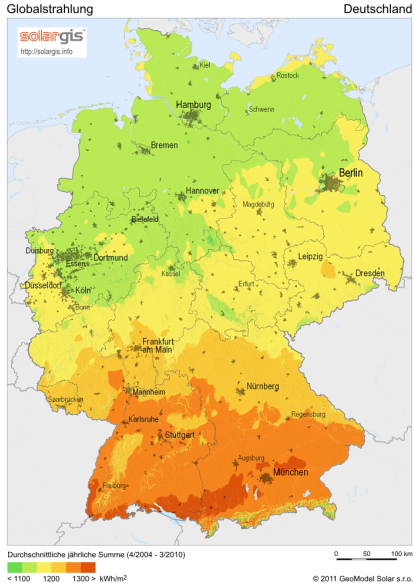 Globalstrahlung
Deutschland
solargis
http://solargis.info
Kiel
Rostock
Hamburg
Schwerin
Bremen
Berlin
Hannover
Magdeburg
Bielefeld
Duisburg
Essen
Dortmund
Kassel
Leipzig
Düsseldorf
Köln
Erfurt
Dresden
Bonn
Frankfurt
am Main
Saarbrücken
Mannheim
Nürnberg
Karlsruhe
Regensburg
Stuttgart
Augsburg
München
Freiburg
Durchschnittliche jährliche Summe (4/2004 - 3/2010)
0 50 100 km
< 1100 1200 1300 > kWh/m²
© 2011 GeoModel Solar s.r.o.